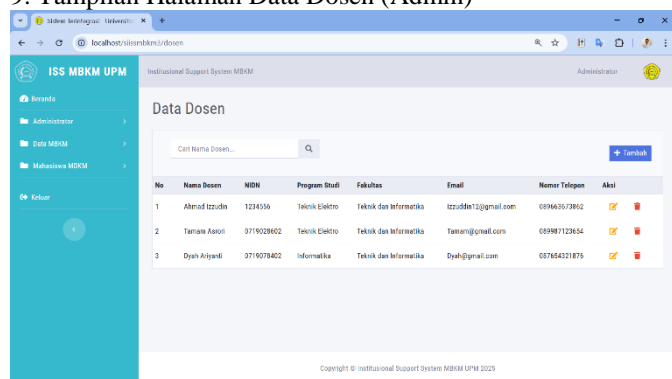 9. Tampilan Halaman Data Dosen (Admin)
Sistem Terintegrasi Universita
localhost/siissmbkm3/dosen
ISS MBKM UPM
Institusional Support System MBKM
Administrator
Beranda
Administrator
Data MBKM
Mahasiswa MBKM
Keluar
Data Dosen
Cari Nama Dosen...
Tambah
No Nama Dosen NIDN Program Studi Fakultas Email Nomor Telepon Aksi
1 Ahmad Izzudin 1234556 Teknik Elektro Teknik dan Informatika Izzuddin12@gmail.com 089663673862
2 Tamam Asrori 0719028602 Teknik Elektro Teknik dan Informatika Tamam@gmail.com 089987123654
3 Dyah Ariyanti 0719078402 Informatika Teknik dan Informatika Dyah@gmail.com 087654321876
Copyright © Institusional Support System MBKM UPM 2025